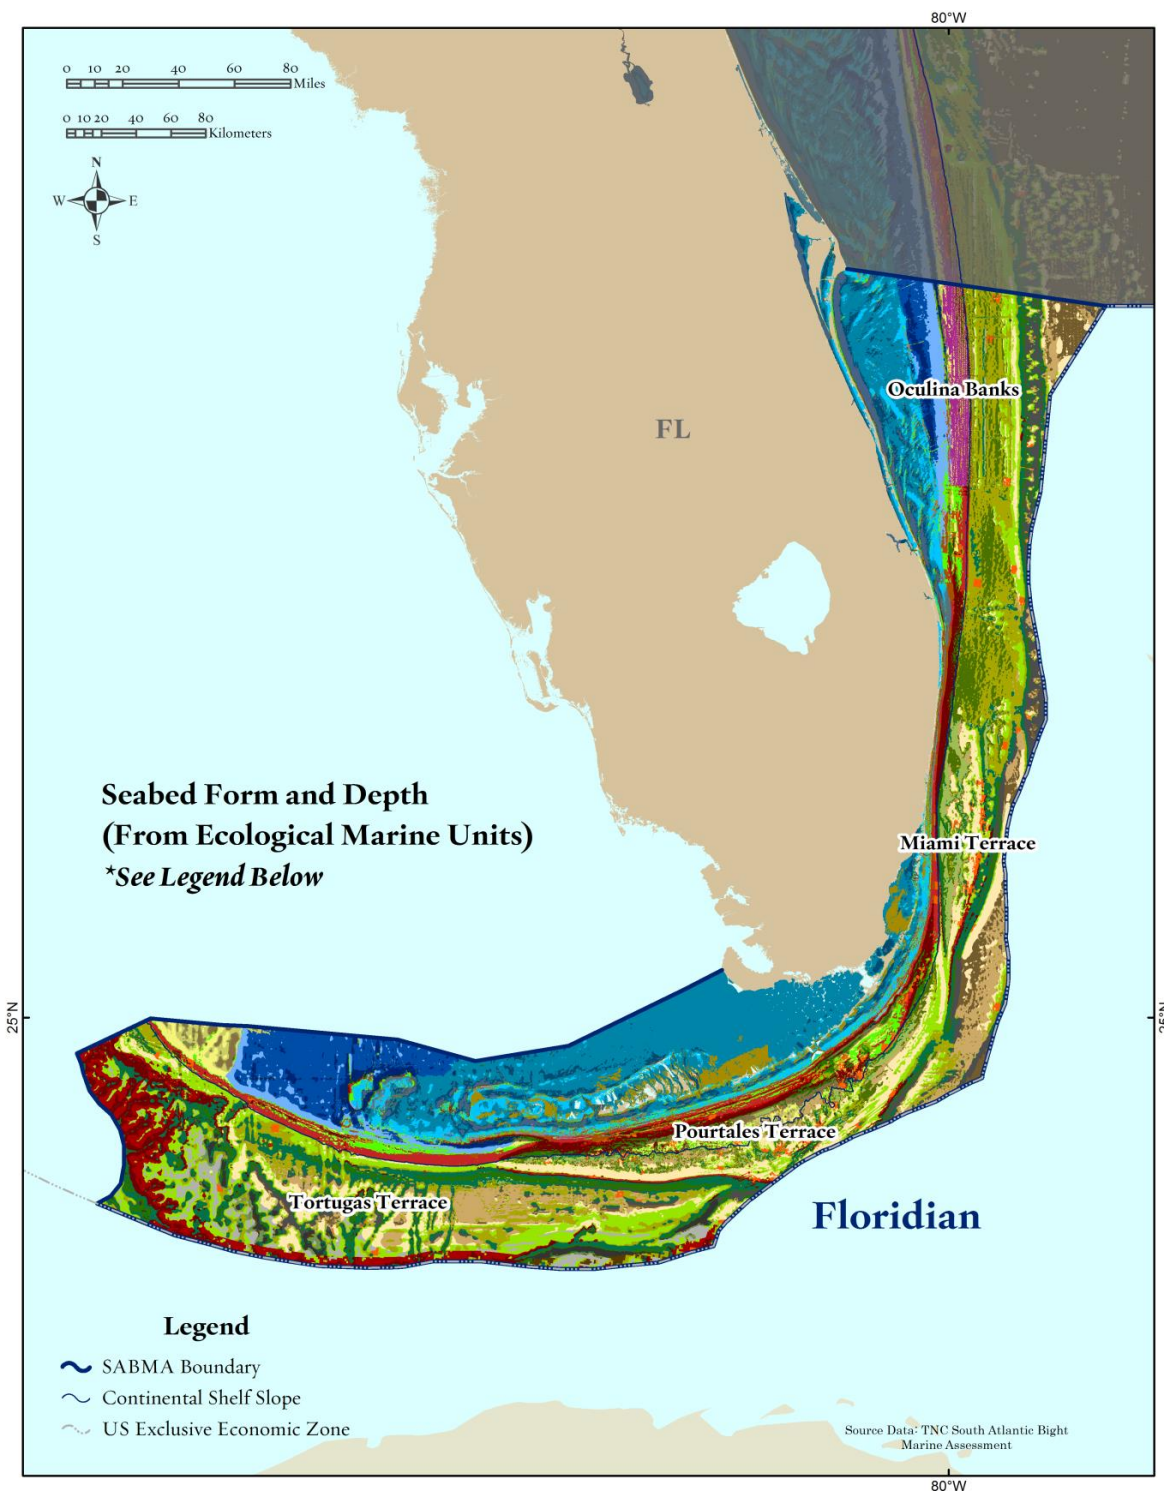 80°W
0 10 20 40 60 80
Miles
0 10 20 40 60 80
Kilometers
N
W E
S
Oculina Banks
FL
Seabed Form and Depth
(From Ecological Marine Units)
*See Legend Below
Miami Terrace
25°N
25°N
Pourtales Terrace
Tortugas Terrace
Floridian
Legend
SABMA Boundary
Continental Shelf Slope
US Exclusive Economic Zone
Source Data: TNC South Atlantic Bight
Marine Assessment
80°W